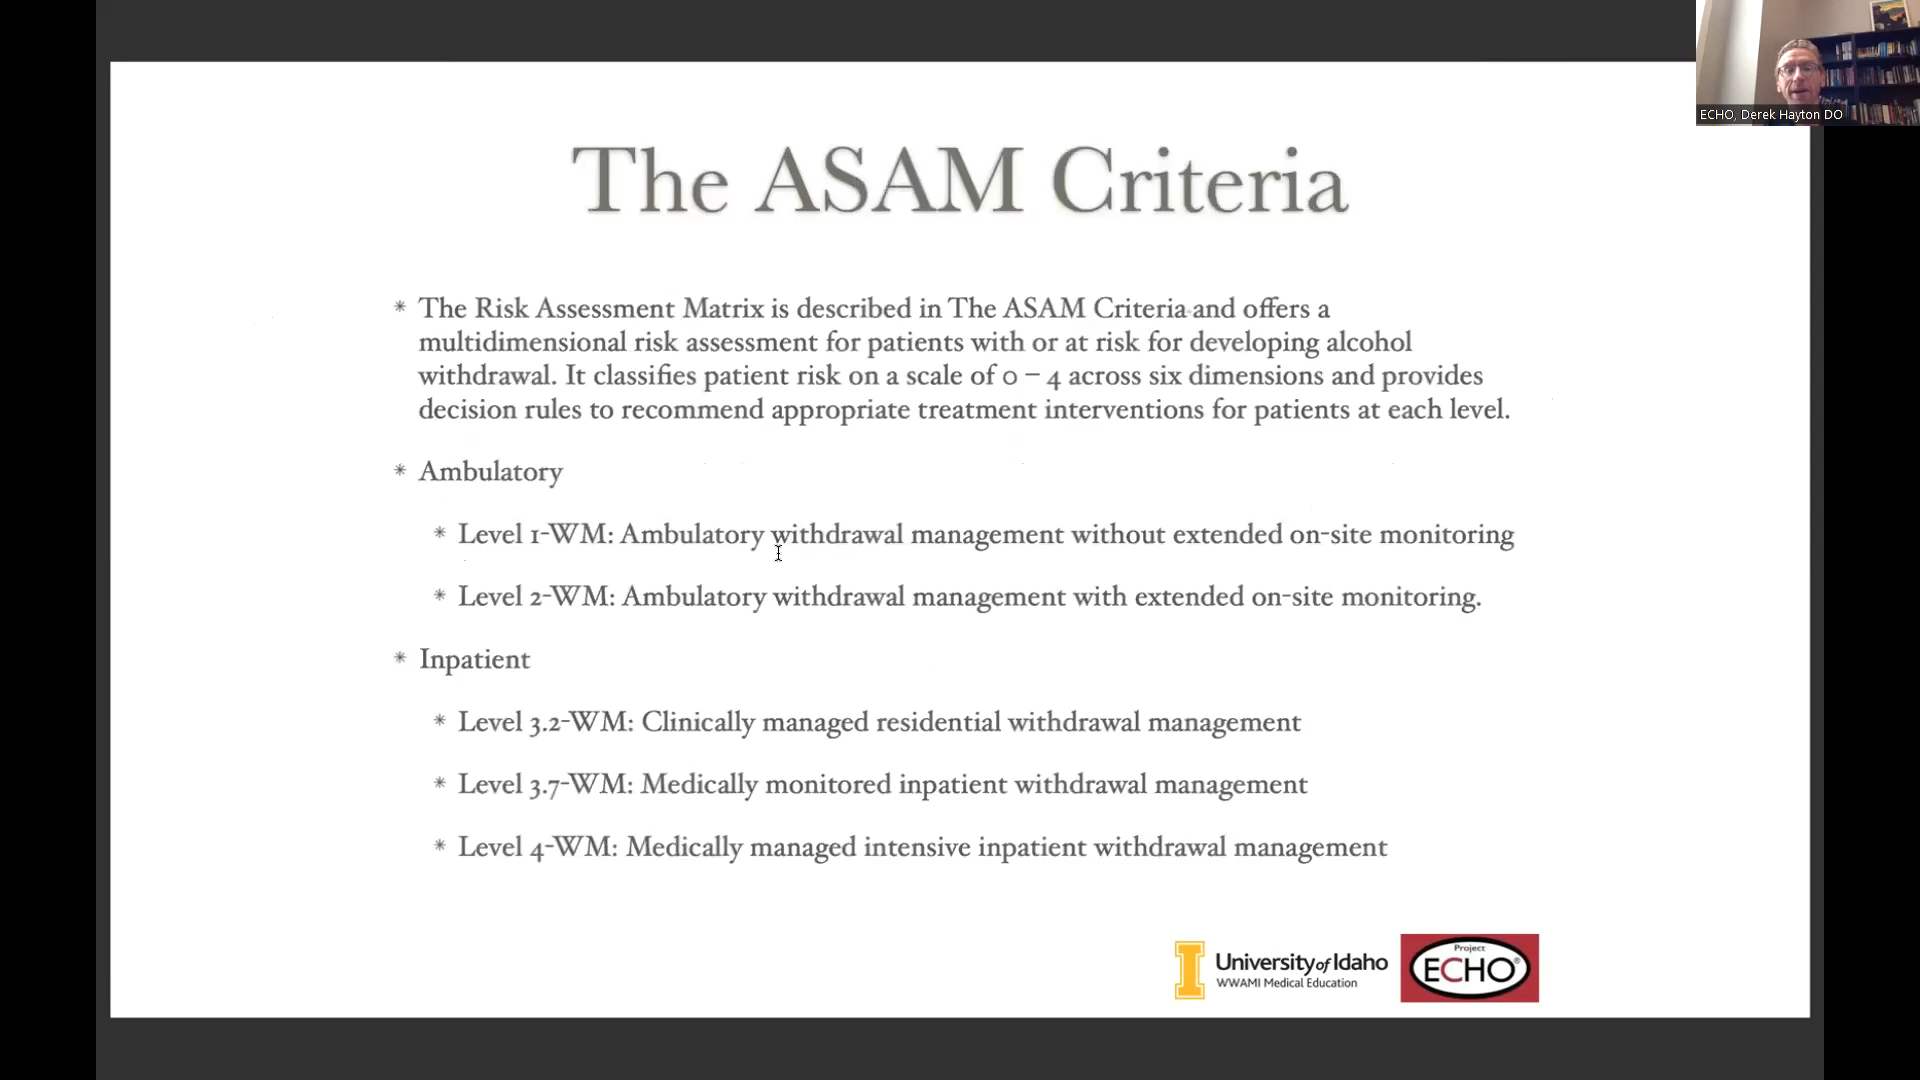 ECHO, Derek Hayton DO
The ASAM Criteria
* The Risk Assessment Matrix is described in The ASAM Criteria and offers a
multidimensional risk assessment for patients with or at risk for developing alcohol
withdrawal. It classifies patient risk on a scale of 0 – 4 across six dimensions and provides
decision rules to recommend appropriate treatment interventions for patients at each level.
* Ambulatory
* Level 1-WM: Ambulatory withdrawal management without extended on-site monitoring
* Level 2-WM: Ambulatory withdrawal management with extended on-site monitoring.
* Inpatient
* Level 3.2-WM: Clinically managed residential withdrawal management
* Level 3.7-WM: Medically monitored inpatient withdrawal management
* Level 4-WM: Medically managed intensive inpatient withdrawal management
I University of Idaho
WWAMI Medical Education
Project
ECHO®